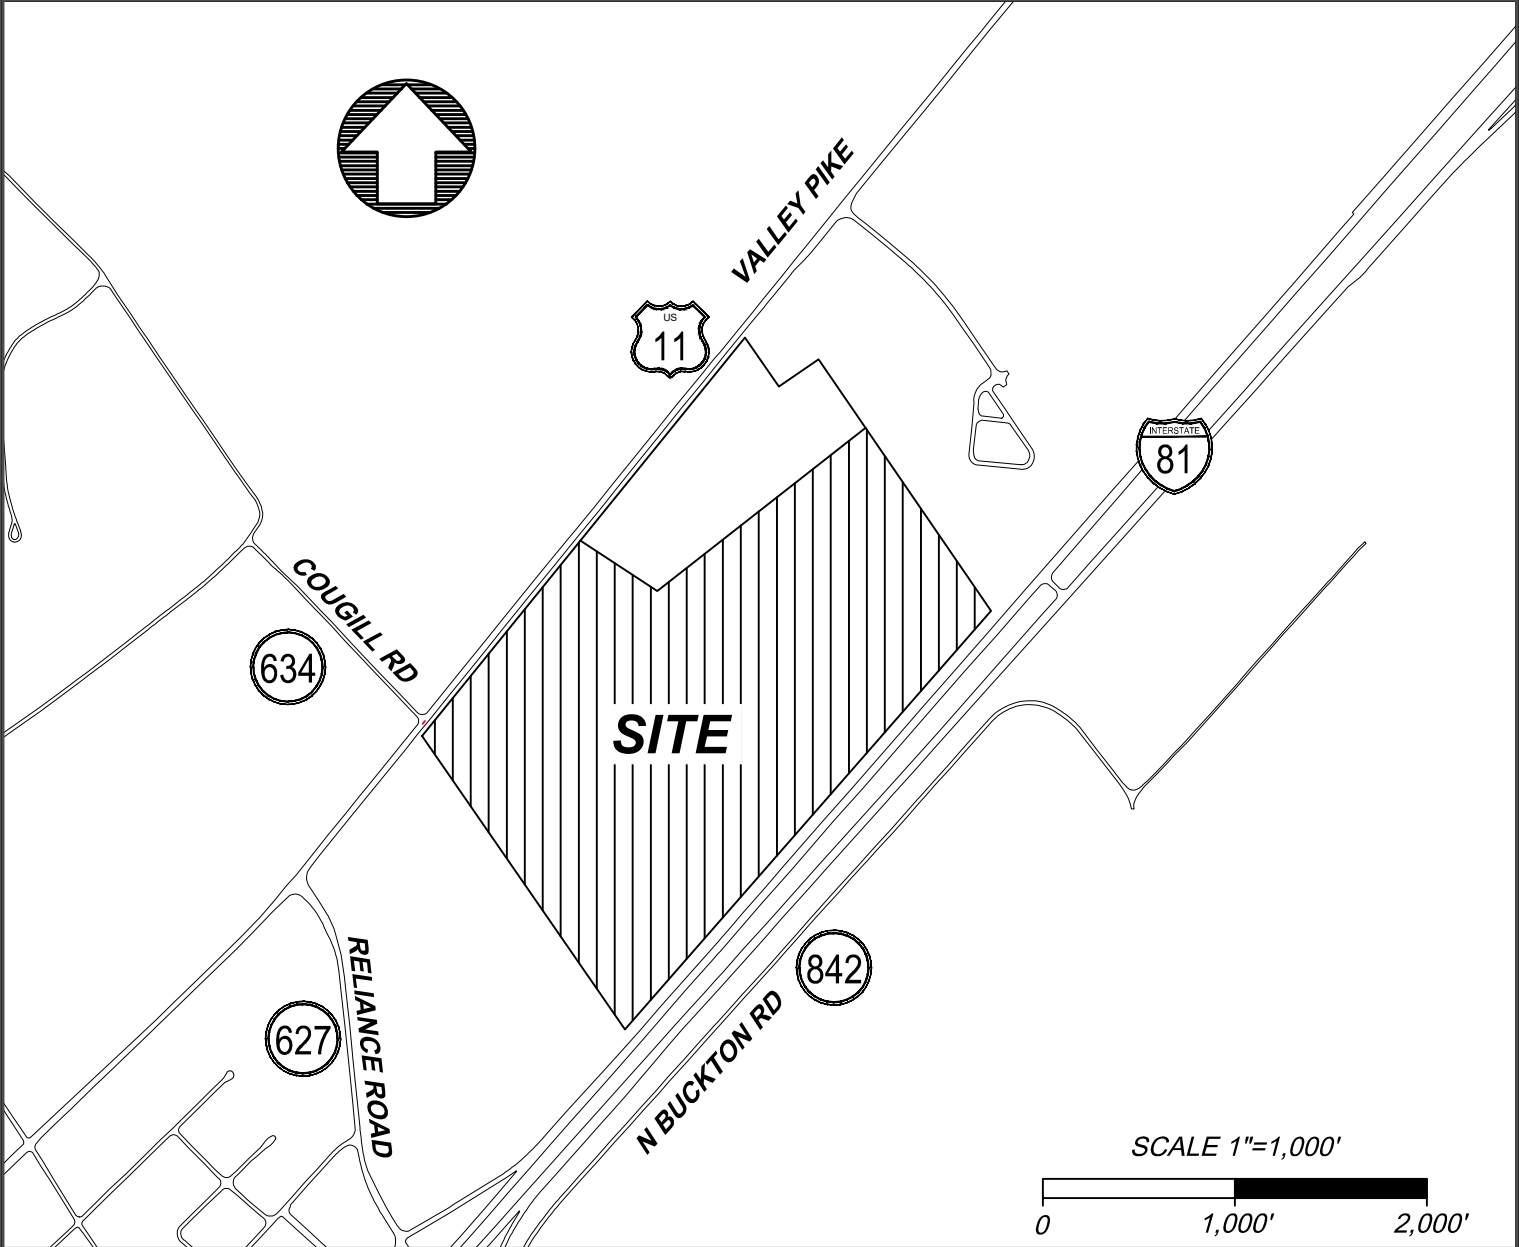 VALLEY PIKE
US
11
INTERSTATE
81
COUGILL RD
634
SITE
842
RELIANCE ROAD
627
N BUCKTON RD
SCALE 1"=1,000'
0 1,000' 2,000'